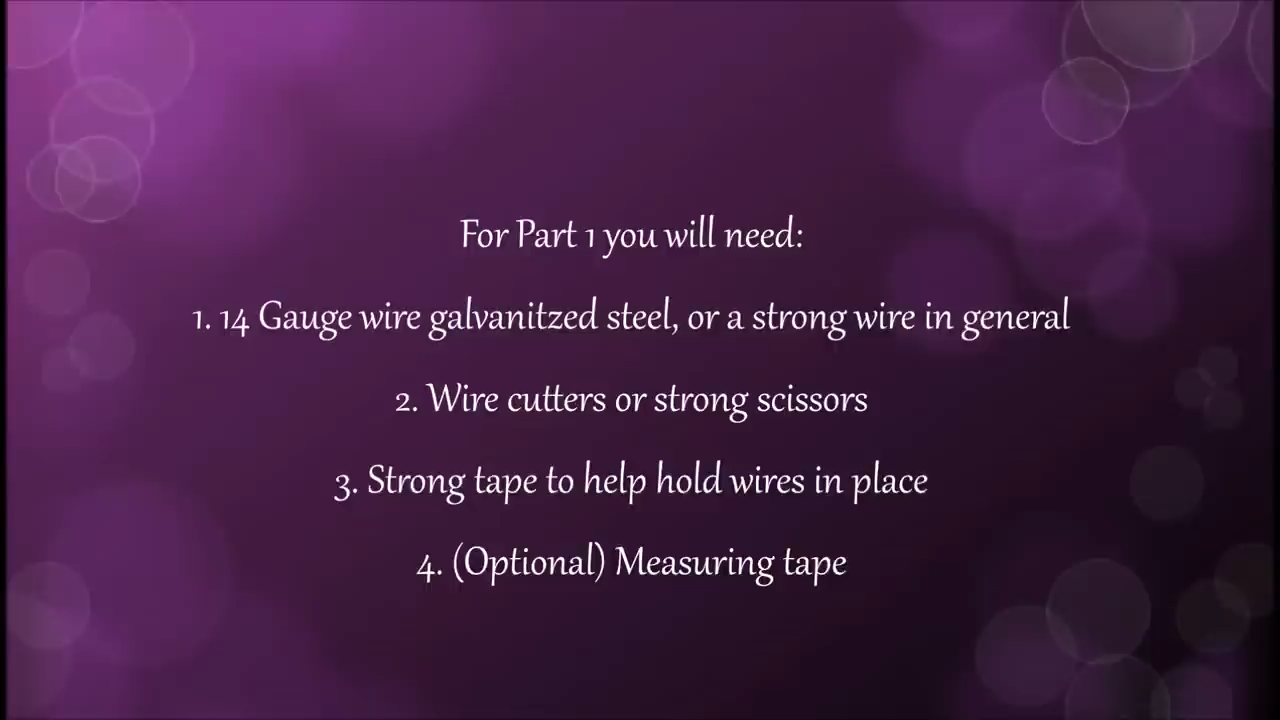 For Part 1 you will need:
1. 14 Gauge wire galvanitzed steel, or a strong wire in general
2. Wire cutters or strong scissors
3. Strong tape to help hold wires in place
4. (Optional) Measuring tape